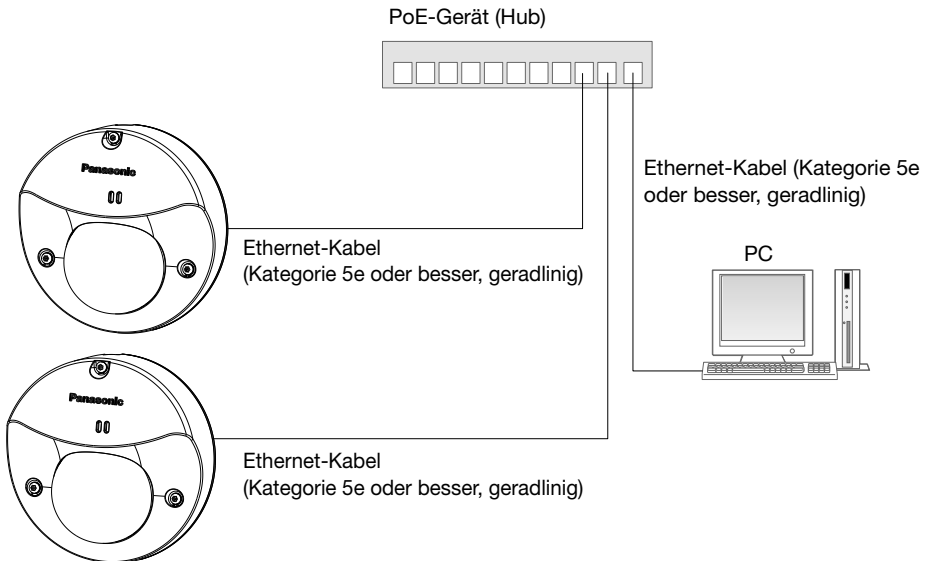 PoE-Gerät (Hub)
Panasonic
Ethernet-Kabel (Kategorie 5e
oder besser, geradlinig)
Ethernet-Kabel
(Kategorie 5e oder besser, geradlinig)
PC
Panasonic
Ethernet-Kabel
(Kategorie 5e oder besser, geradlinig)